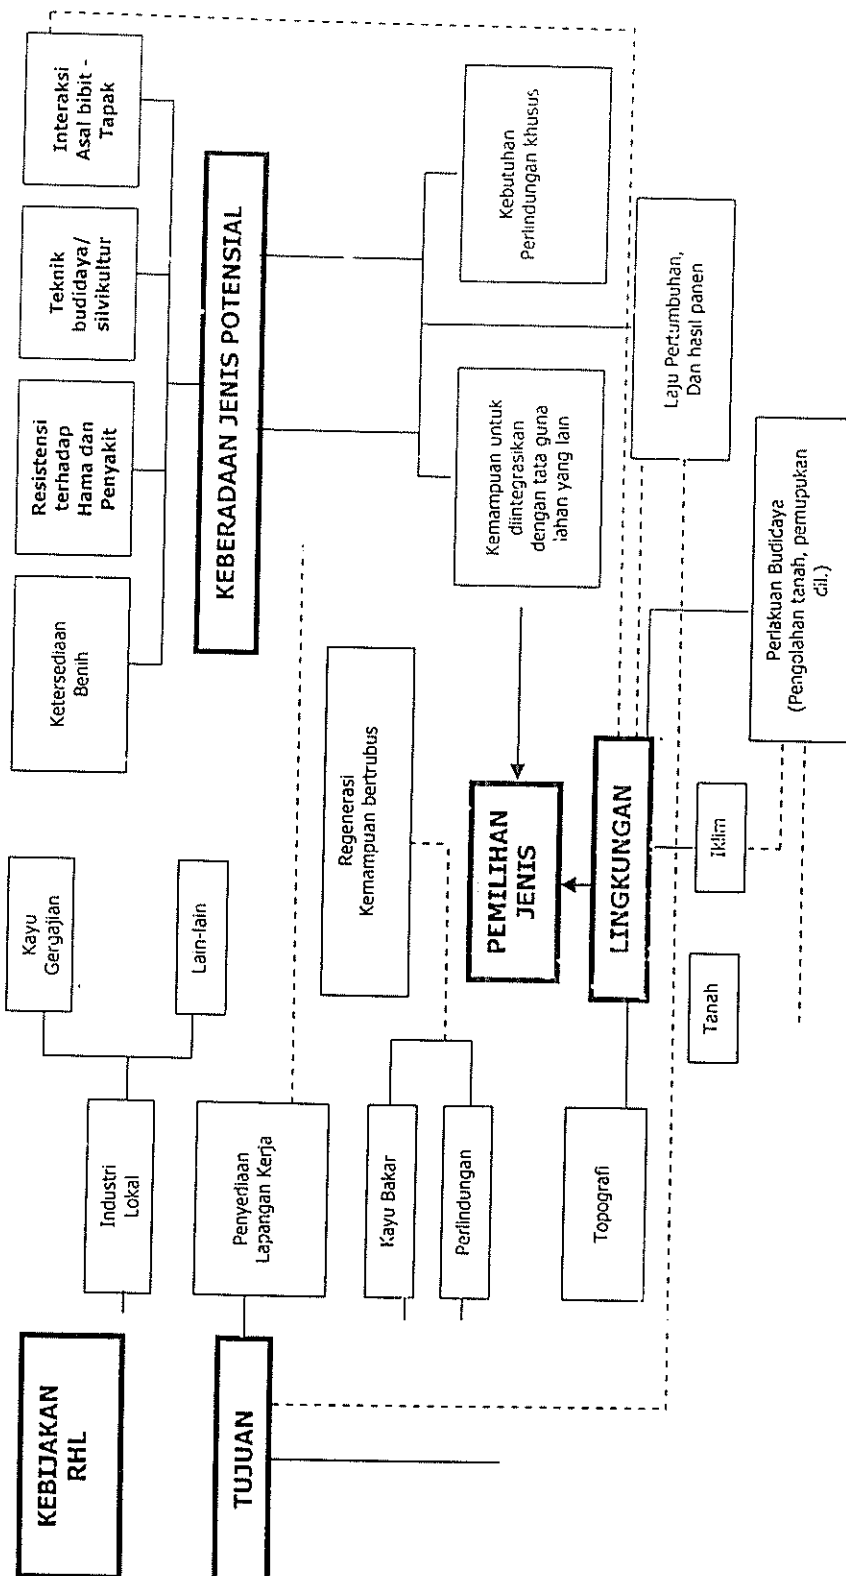 KEBIJAKAN
RHL
Industri
Lokal
Kayu
Gergajian
Lain-lain
Ketersediaan
Benih
Resistensi
terhadap
Hama dan
Penyakit
Teknik
budidaya/
silvikultur
Interaksi
Asal bibit -
Tapak
TUJUAN
Penyediaan
Lapangan Kerja
KEBERADAAN JENIS POTENSIAL
Kayu Bakar
Perlindungan
Regenerasi
Kemampuan bertrubus
Kemampuan untuk
diintegrasikan
dengan tata guna
lahan yang lain
Kebutuhan
Perlindungan khusus
PEMILIHAN
JENIS
Topografi
LINGKUNGAN
Laju Pertumbuhan,
Dan hasil panen
Tanah
Iklim
Perlakuan Budidaya
(Pengolahan tanah, pemupukan
dll.)